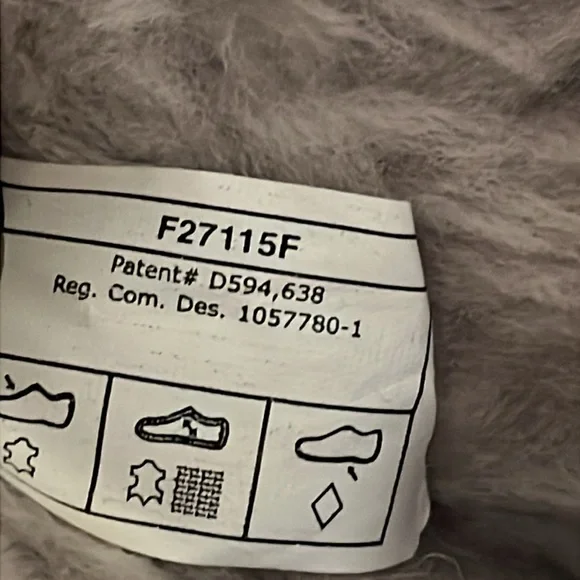 F27115F
Patent# D594,638
Reg. Com. Des. 1057780-1